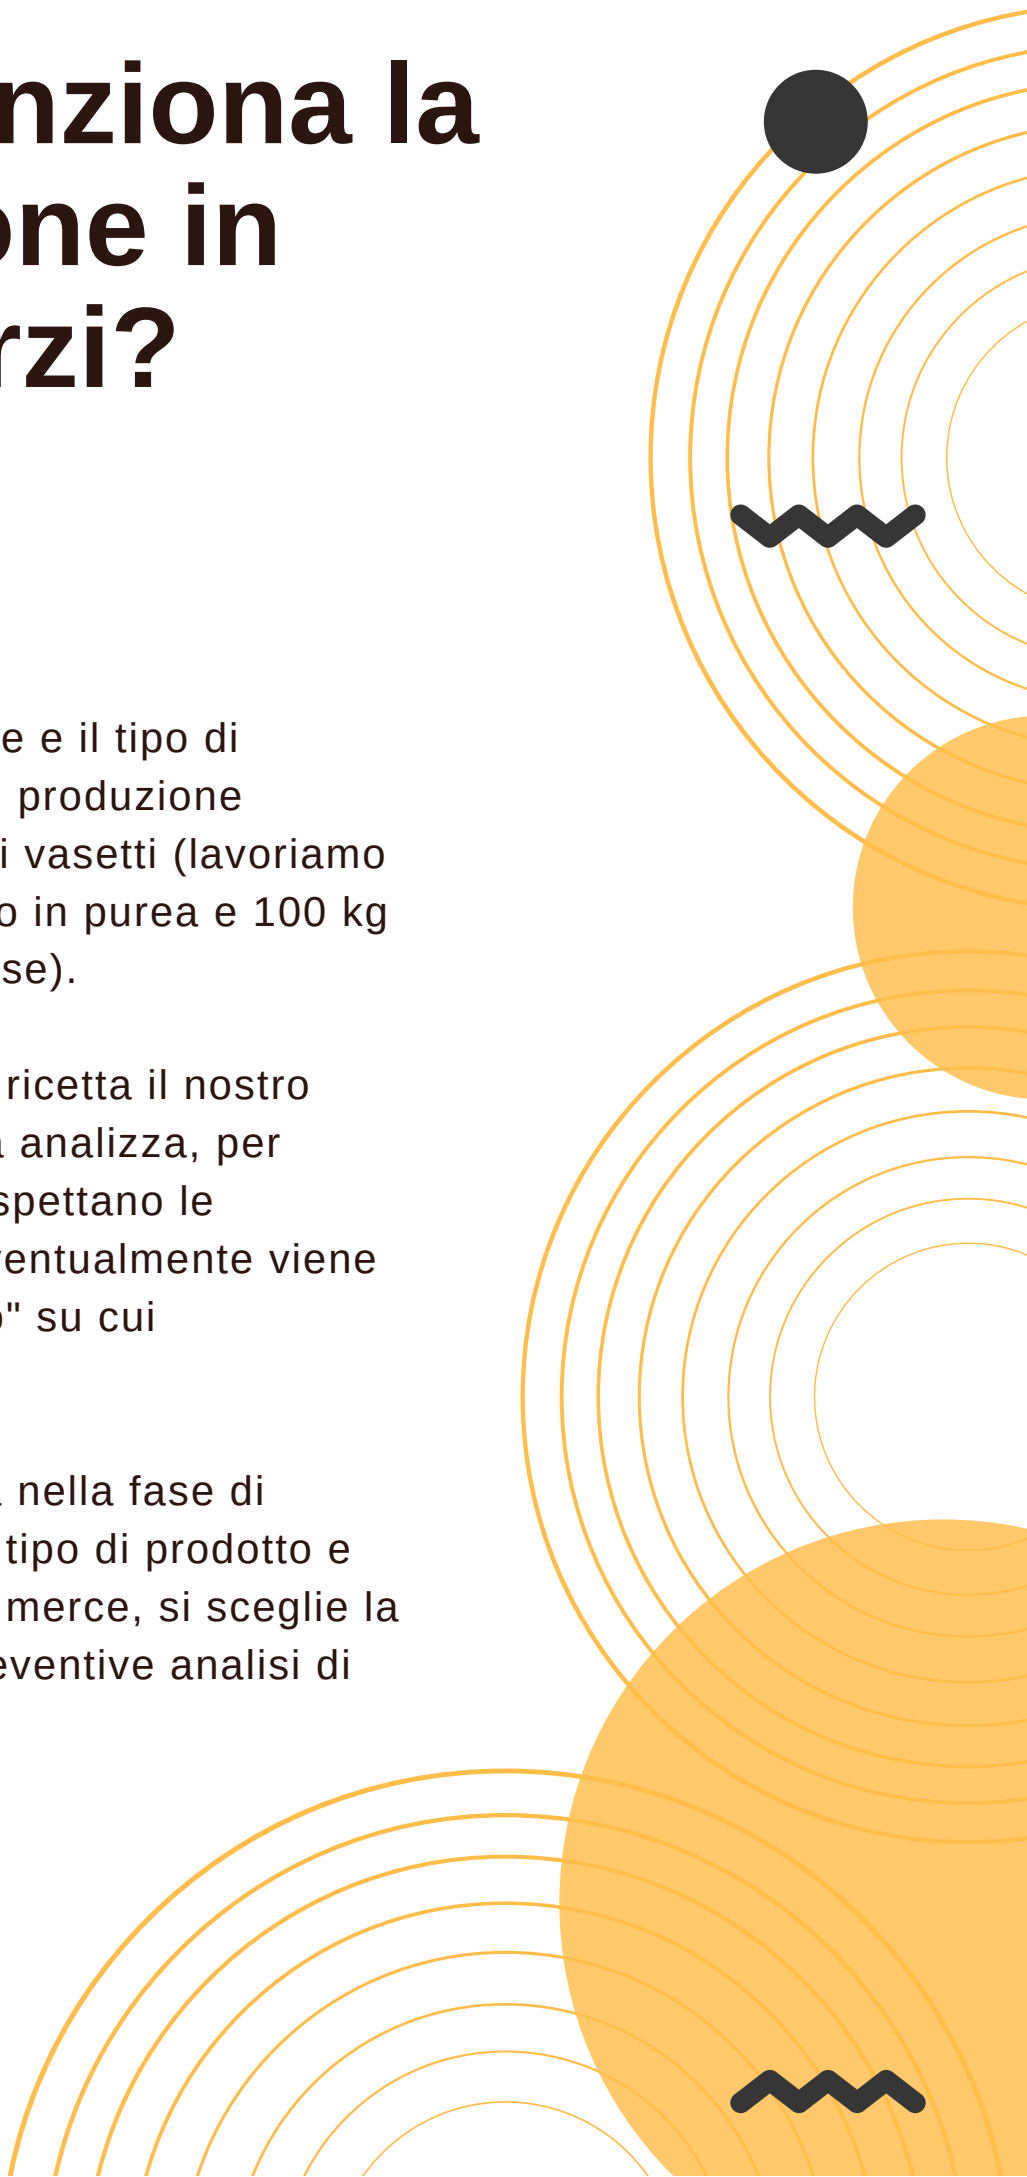 nziona la
one in
rzi?
e e il tipo di
produzione
i vasetti (lavoriamo
o in purea e 100 kg
se).
ricetta il nostro
a analizza, per
spettano le
ventualmente viene
o" su cui
nella fase di
tipo di prodotto e
merce, si sceglie la
eventive analisi di